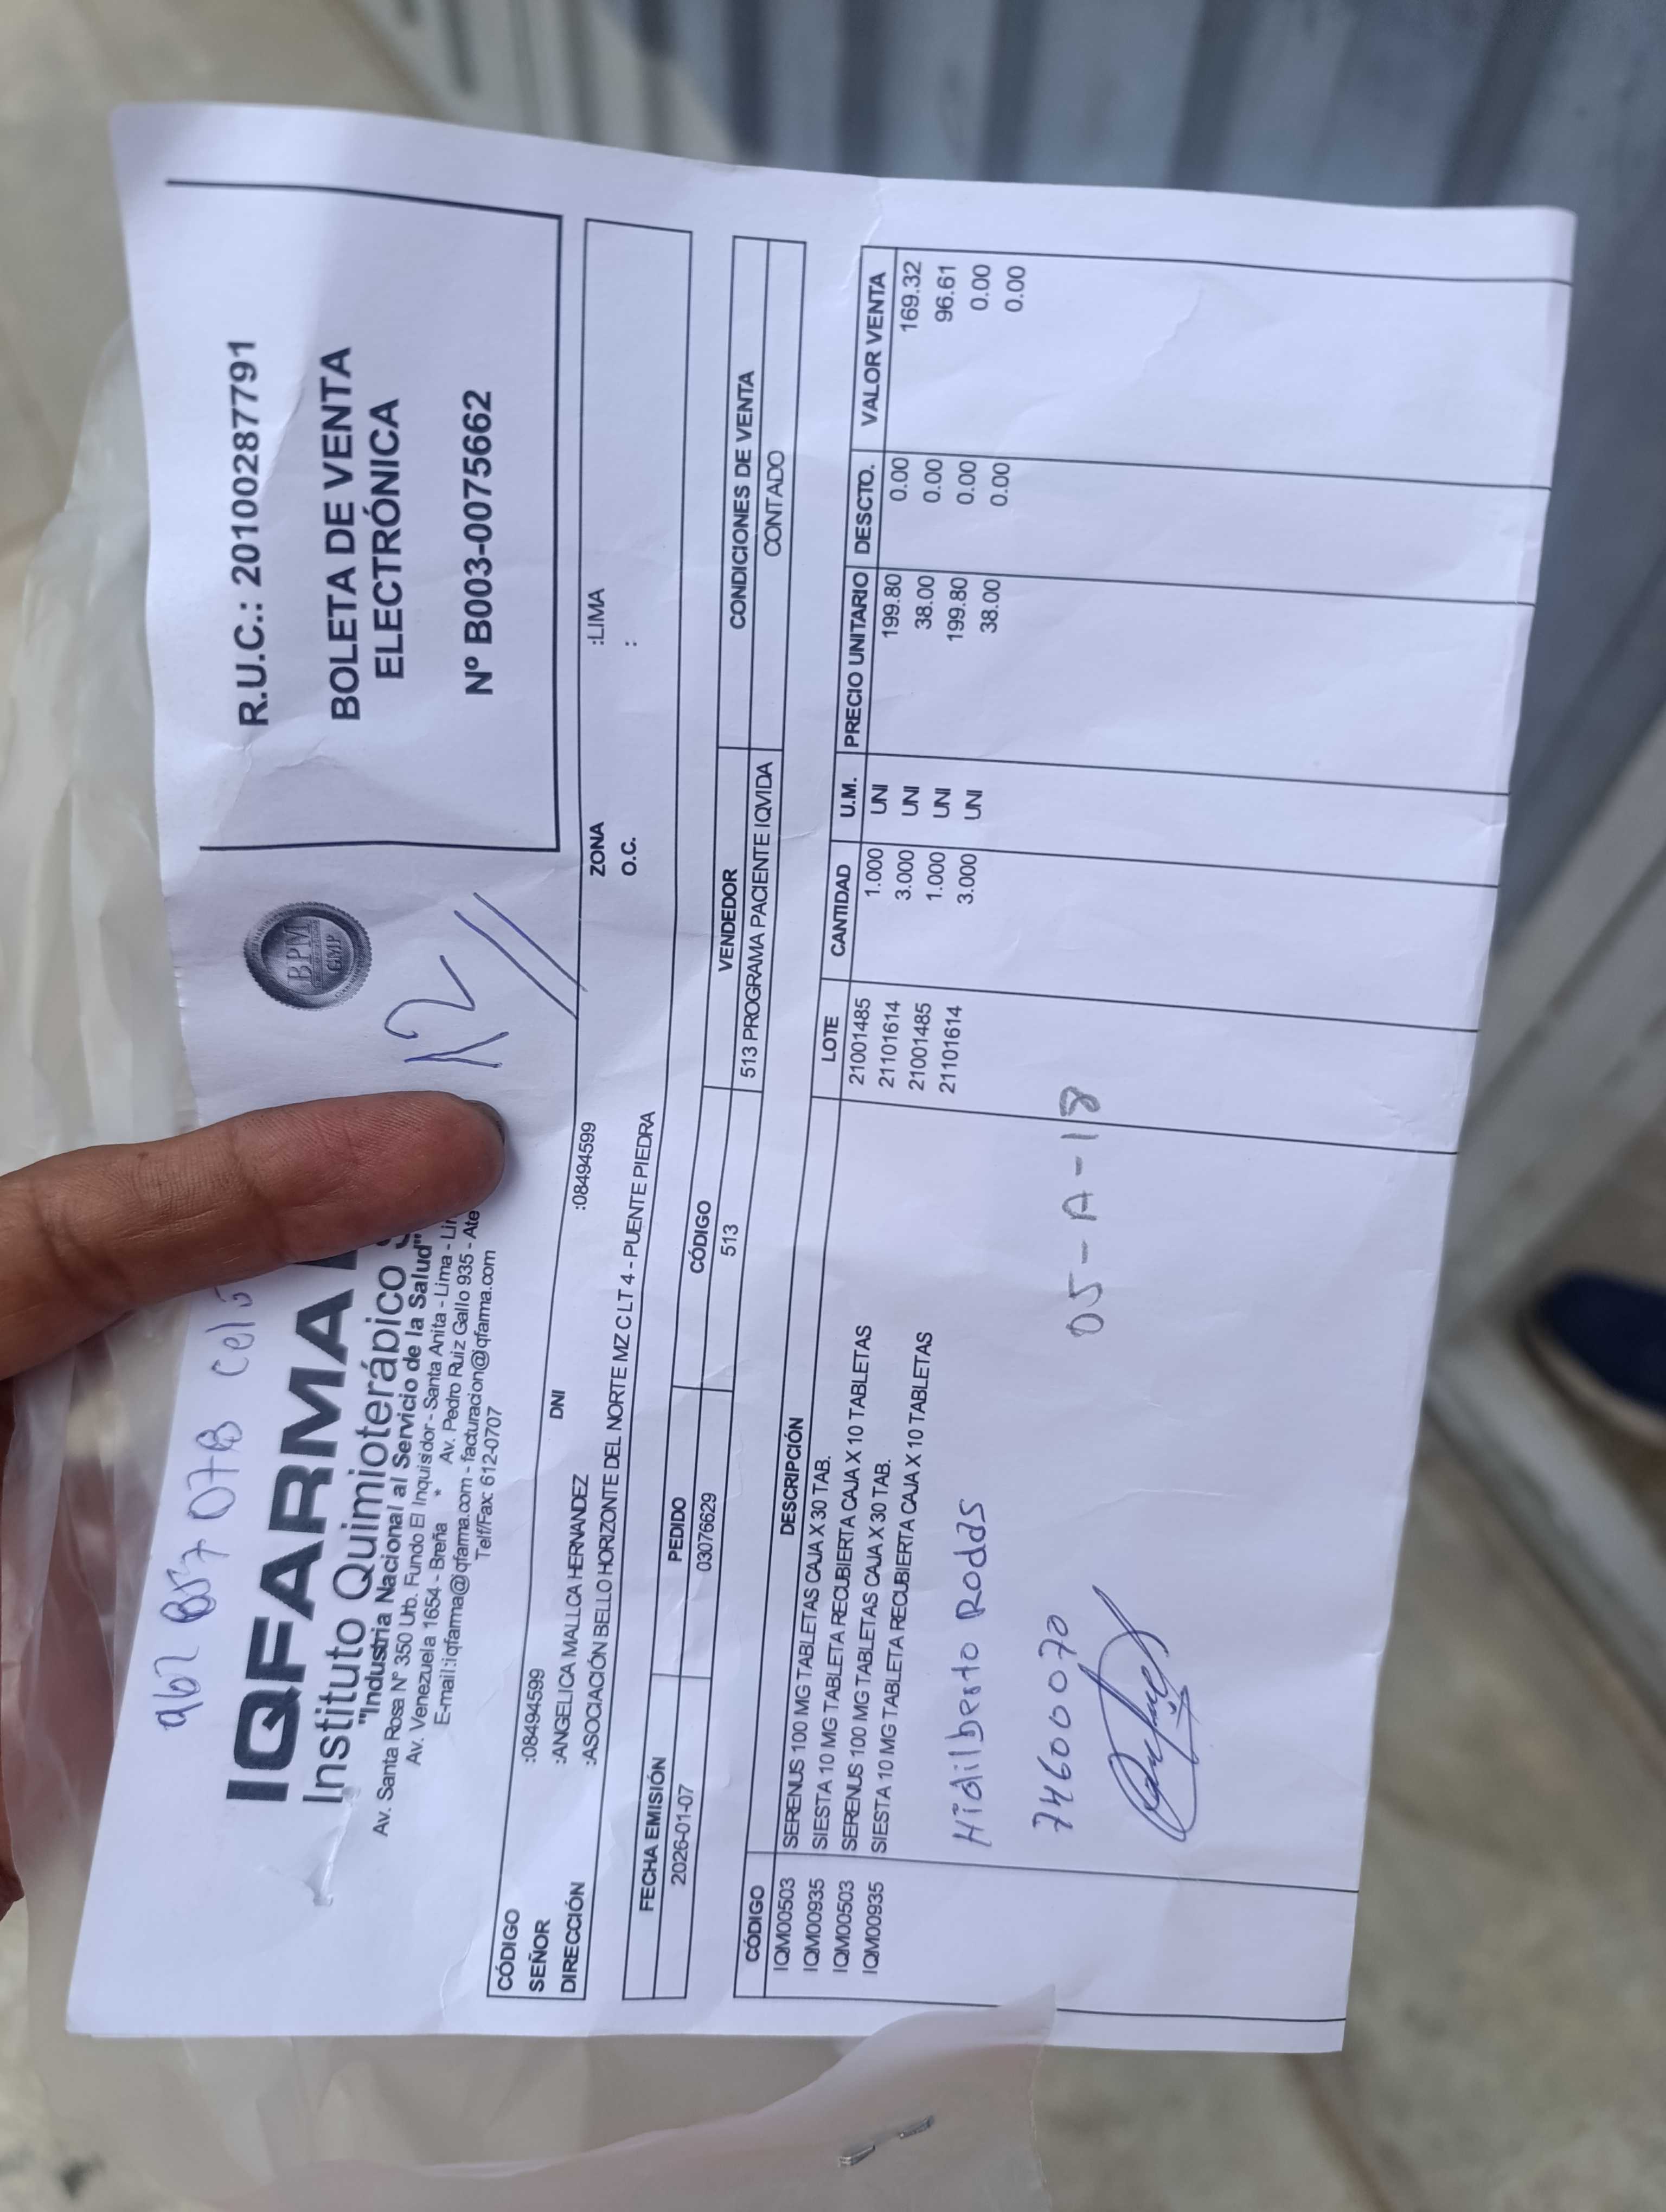 962 857 07B cel
IQFARMA
R.U.C.: 20100287791
BOLETA DE VENTA
ELECTRÓNICA
Nº B003-0075662
BPM
GMP
12
Instituto Quimioterápico
"Industria Nacional al Servicio de la Salud"
Av. Santa Rosa Nº 350 Urb. Fundo El Inquisidor - Santa Anita - Lima -
Av. Venezuela 1654 - Breña * Av. Pedro Ruiz Gallo 935 - Ate
E-mail:iqfarma@iqfarma.com - facturacion@iqfarma.com
Telf/Fax: 612-0707
CÓDIGO :08494599 DNI :08494599 ZONA :LIMA
SEÑOR :ANGELICA MALLCA HERNANDEZ O.C. :
DIRECCIÓN :ASOCIACIÓN BELLO HORIZONTE DEL NORTE MZ C LT 4 - PUENTE PIEDRA
FECHA EMISIÓN PEDIDO CÓDIGO VENDEDOR CONDICIONES DE VENTA
2026-01-07 03076629 513 513 PROGRAMA PACIENTE IQVIDA CONTADO
CÓDIGO DESCRIPCIÓN LOTE CANTIDAD U.M. PRECIO UNITARIO DESCTO. VALOR VENTA
IQM00503 SERENUS 100 MG TABLETAS CAJA X 30 TAB. 21001485 1.000 UNI 199.80 0.00 169.32
IQM00935 SIESTA 10 MG TABLETA RECUBIERTA CAJA X 10 TABLETAS 21101614 3.000 UNI 38.00 0.00 96.61
IQM00503 SERENUS 100 MG TABLETAS CAJA X 30 TAB. 21001485 1.000 UNI 199.80 0.00 0.00
IQM00935 SIESTA 10 MG TABLETA RECUBIERTA CAJA X 10 TABLETAS 21101614 3.000 UNI 38.00 0.00 0.00
Hidilberto Rodas
74600070
05-A-18